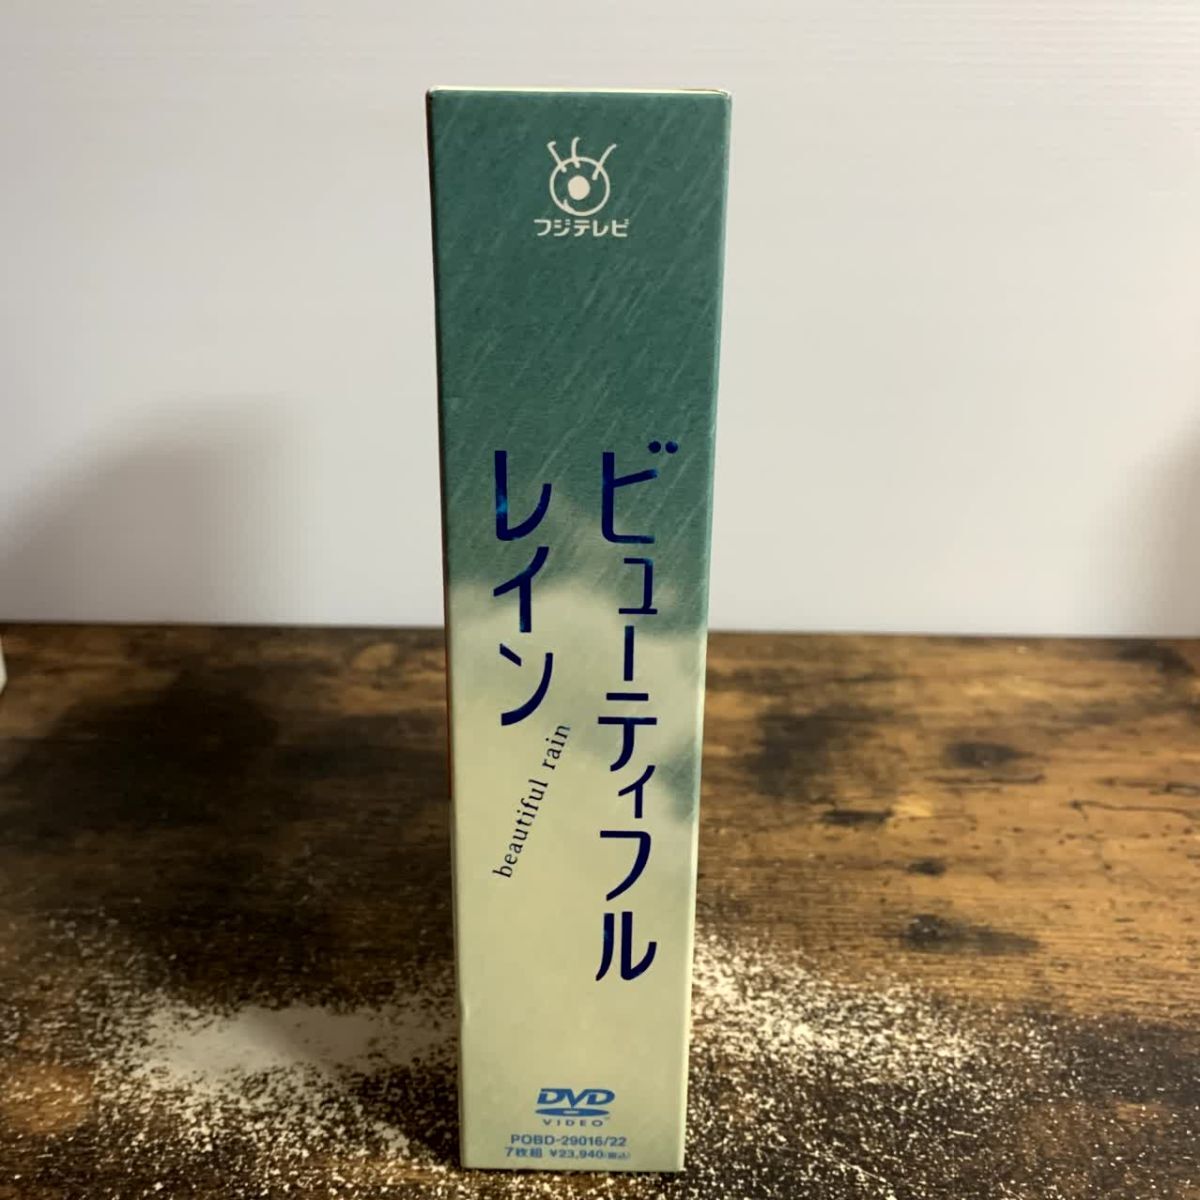 フジテレビ
ビューティフル
レイン
beautiful rain
DVD
VIDEO
POBD-29016/22
7枚組 ¥23,940(税込)